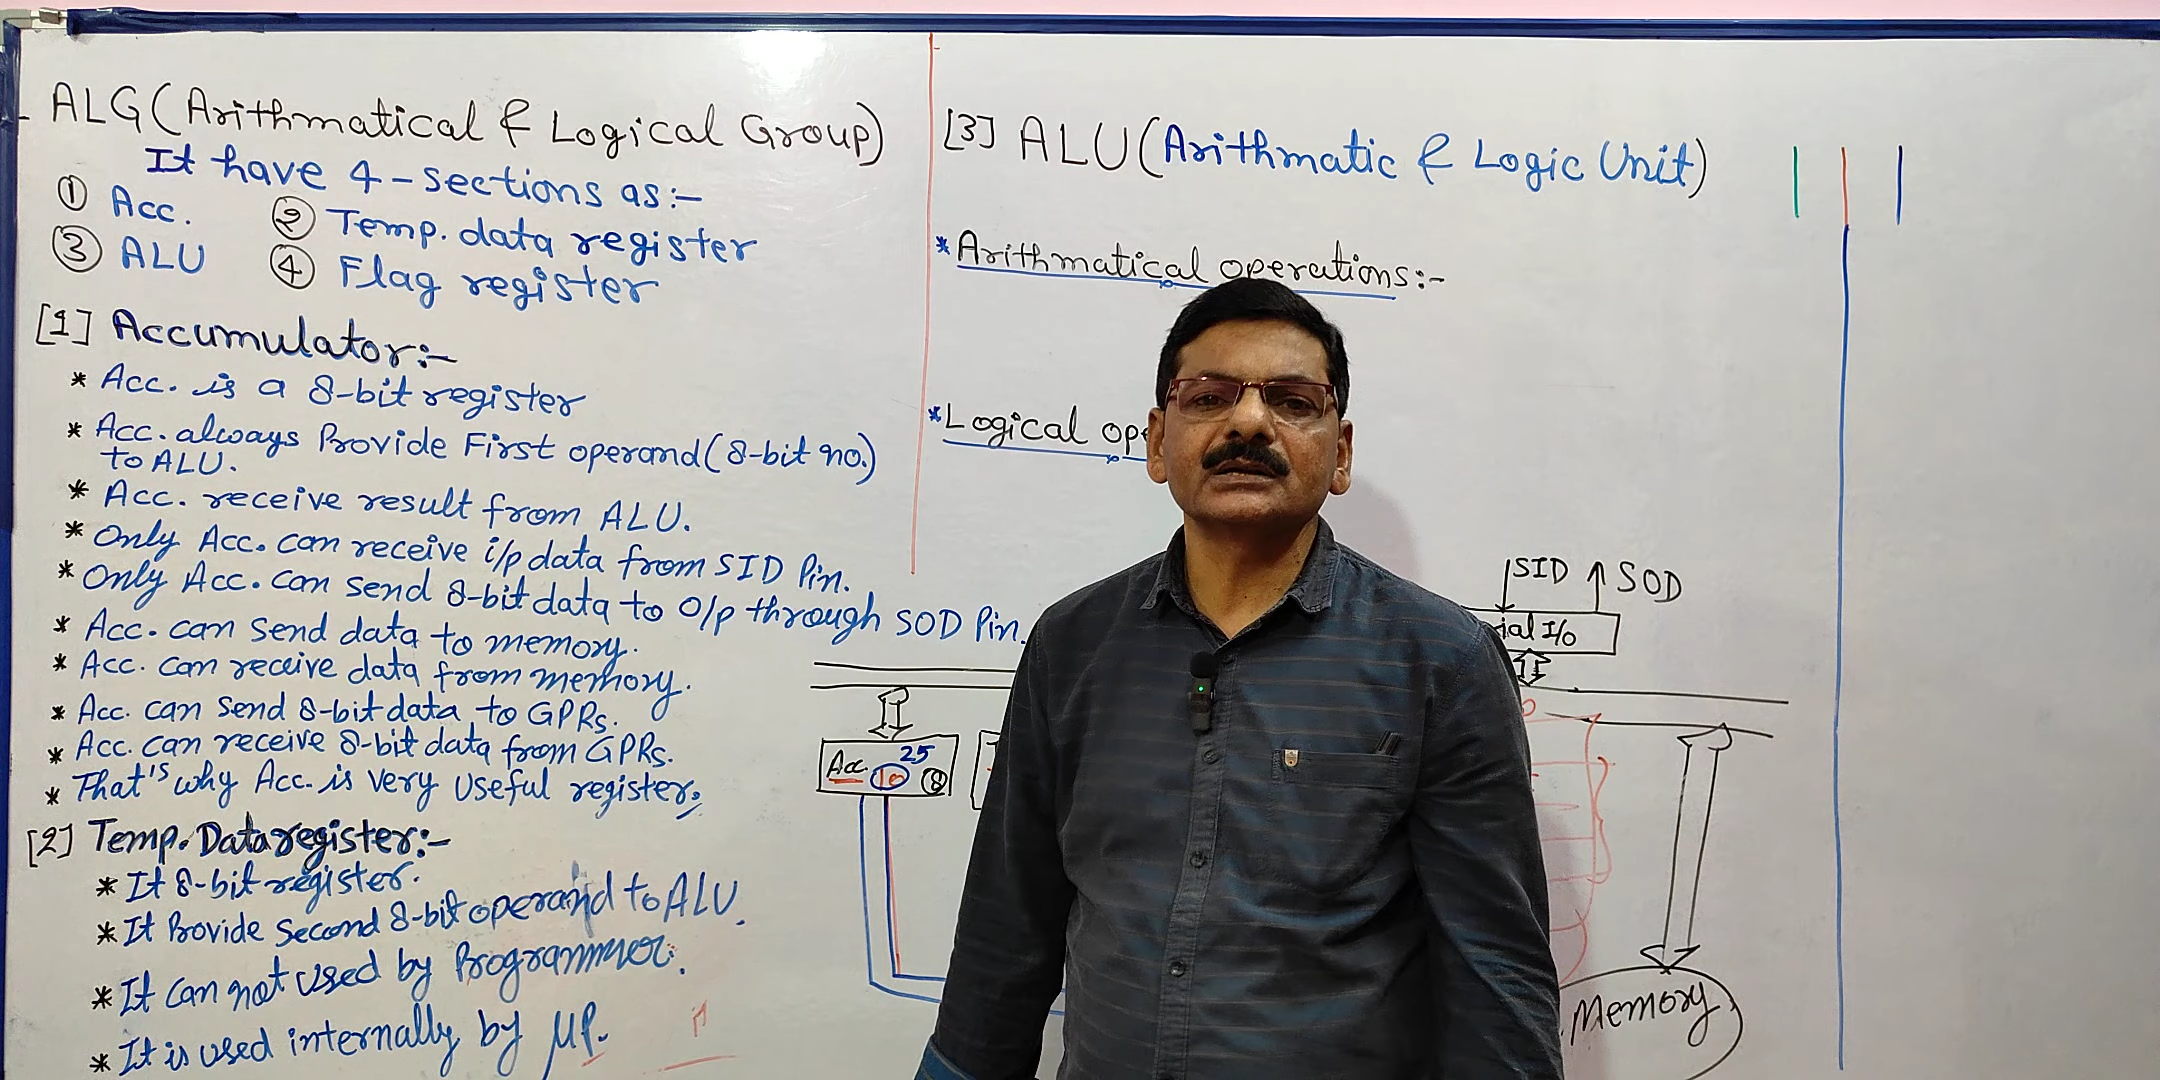 ALG (Arithmatical & Logical Group)
It have 4-sections as:-
① Acc. ② Temp. data register
③ ALU ④ Flag register
[1] Accumulator:-
* Acc. is a 8-bit register
* Acc. always Provide First operand (8-bit no.)
to ALU.
* Acc. receive result from ALU.
* Only Acc. can receive i/p data from SID Pin.
* Only Acc. can send 8-bit data to O/p through SOD Pin.
* Acc. can send data to memory.
* Acc. can receive data from memory.
* Acc. can send 8-bit data to GPRs.
* Acc. can receive 8-bit data from GPRs.
* That's why Acc. is very useful register.
[2] Temp. Data register:-
* It 8-bit register.
* It Provide Second 8-bit operand to ALU.
* It can not used by Programmer.
* It is used internally by μP.
[3] ALU (Arithmatic & Logic Unit)
* Arithmatical operations:-
* Logical ope
SID SOD
ial I/o
Acc. 10 25 8
Memory